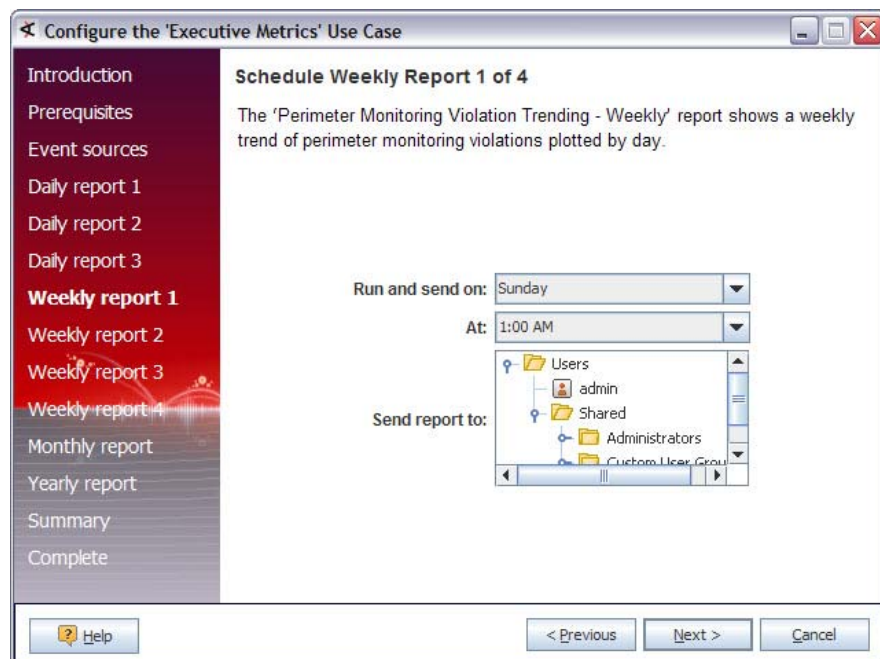 Configure the 'Executive Metrics' Use Case
Introduction
Prerequisites
Event sources
Daily report 1
Daily report 2
Daily report 3
Weekly report 1
Weekly report 2
Weekly report 3
Weekly report 4
Monthly report
Yearly report
Summary
Complete
Schedule Weekly Report 1 of 4
The 'Perimeter Monitoring Violation Trending - Weekly' report shows a weekly
trend of perimeter monitoring violations plotted by day.
Run and send on: Sunday
At: 1:00 AM
Send report to:
Users
admin
Shared
Administrators
Custom User Grou
Help
< Previous
Next >
Cancel